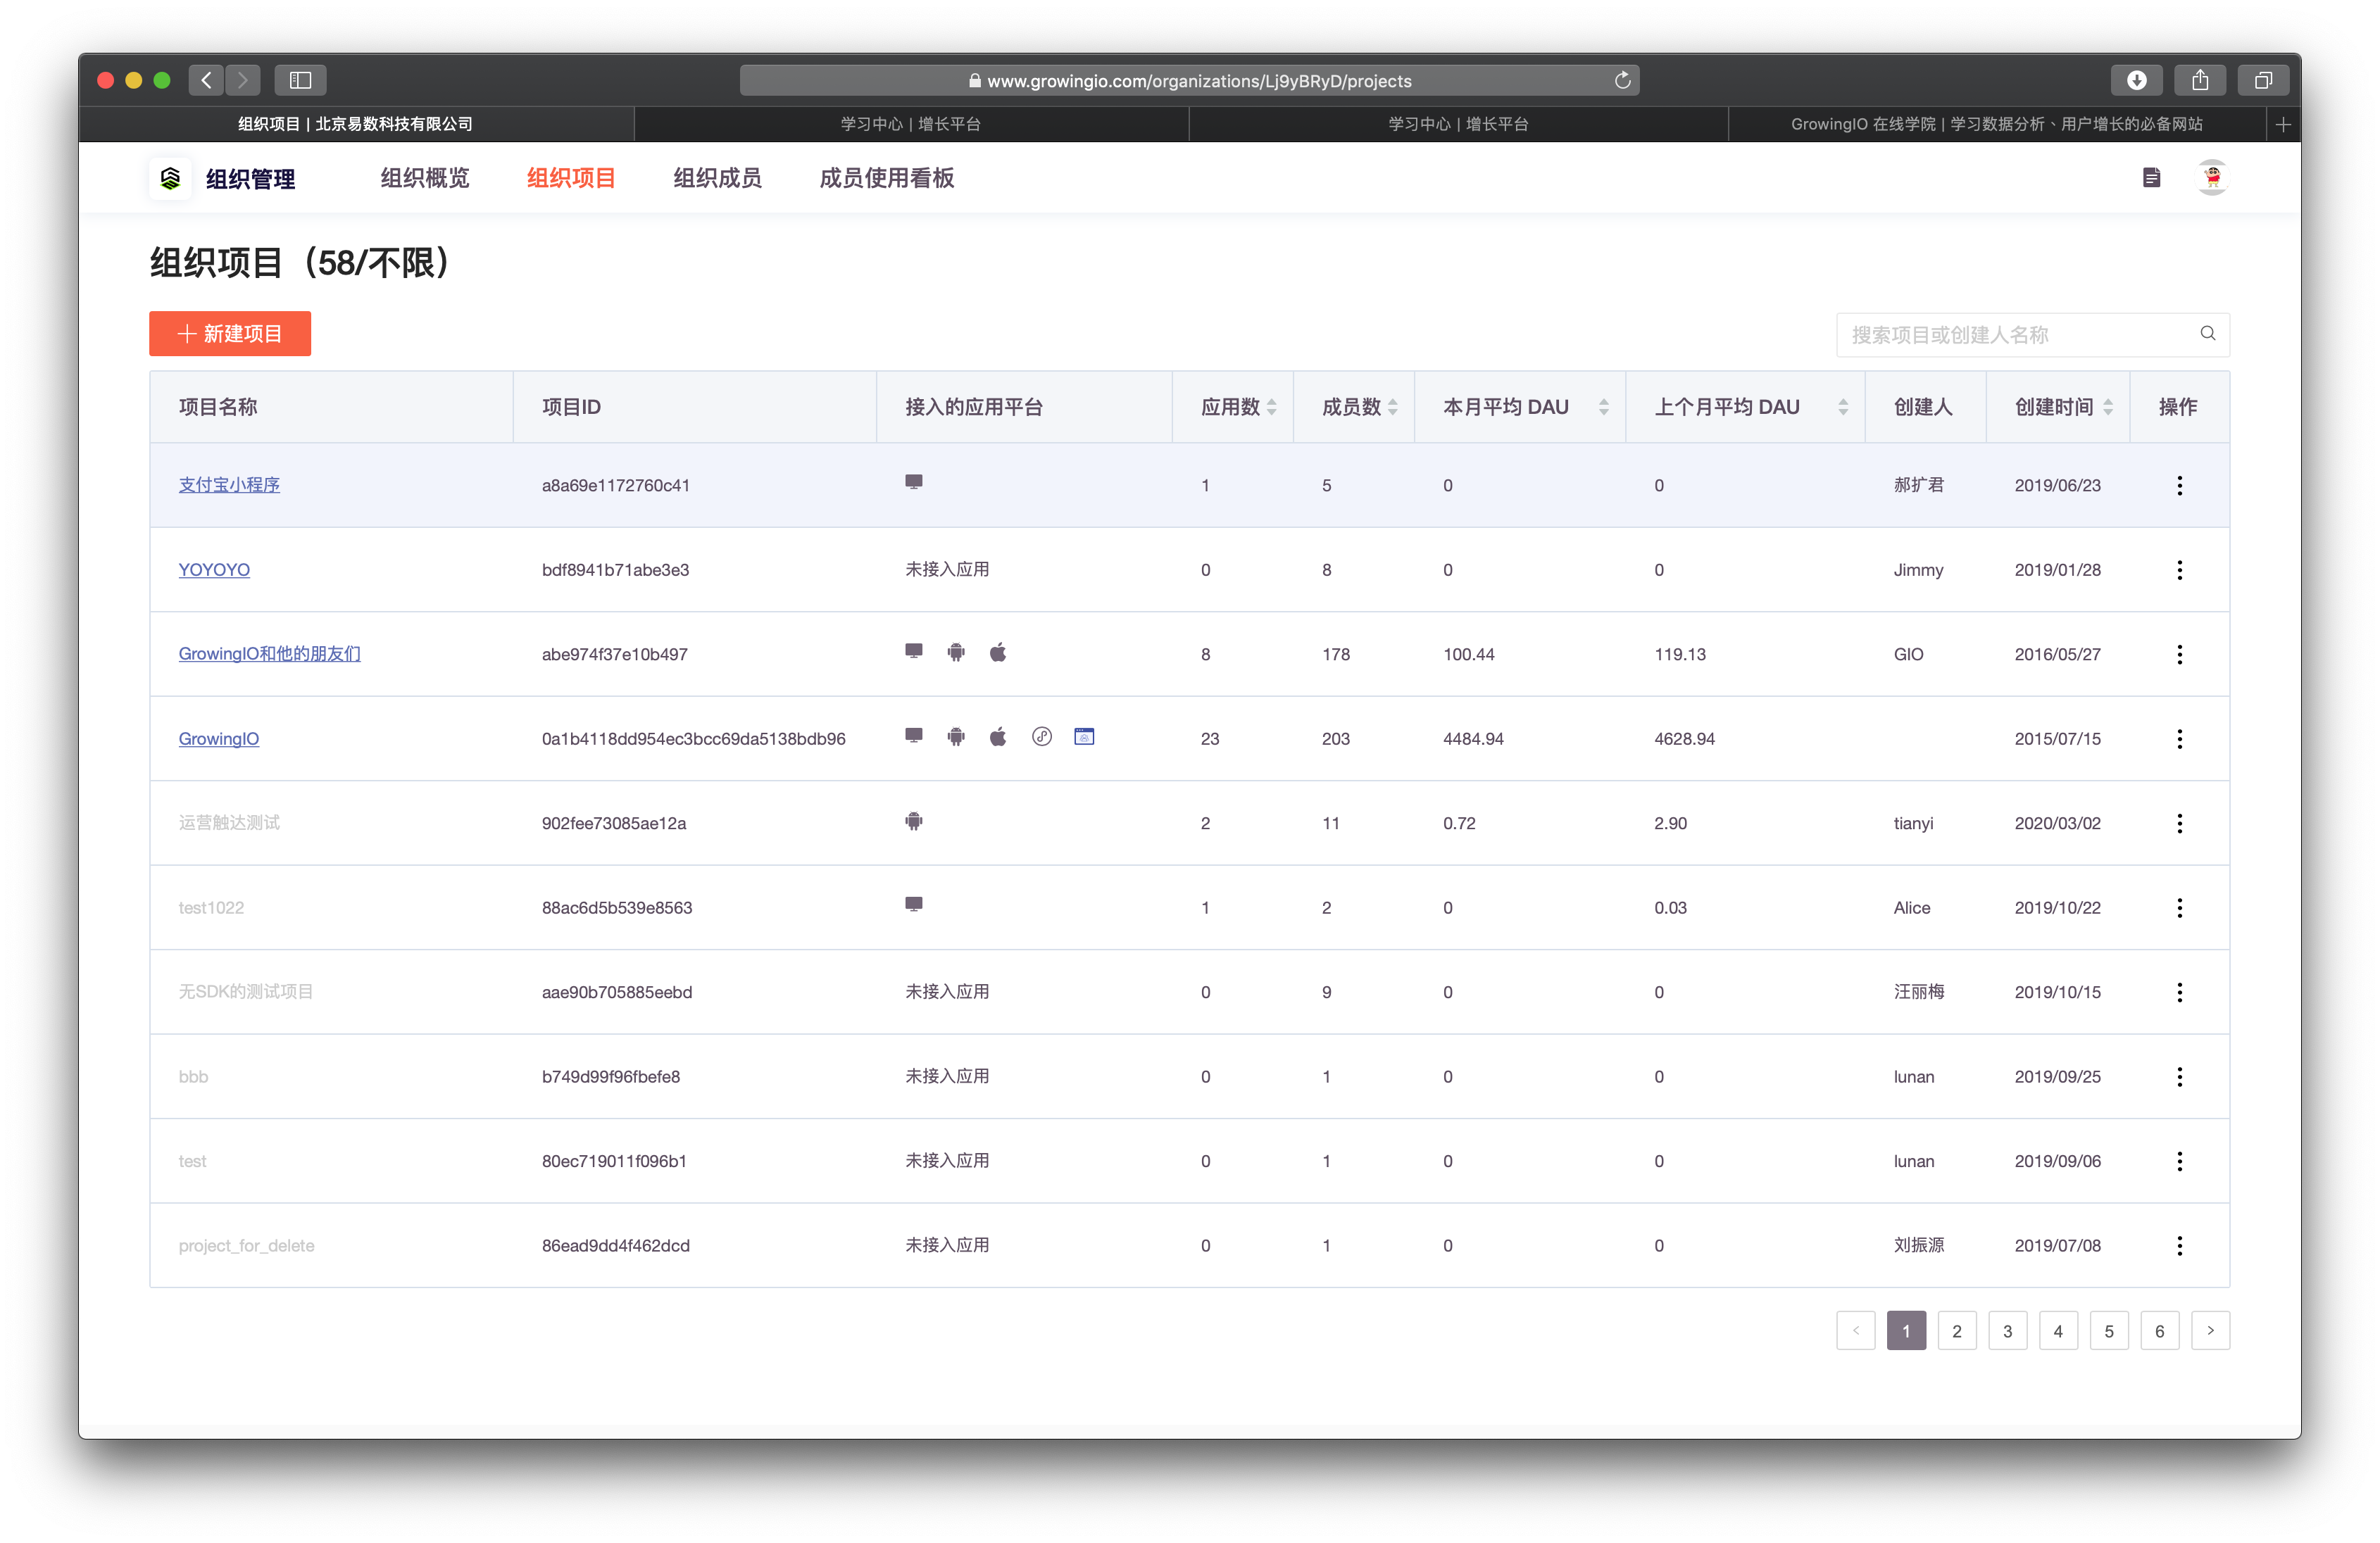 www.growingio.com/organizations/Lj9yBRyD/projects
组织项目 | 北京易数科技有限公司 学习中心 | 增长平台 学习中心 | 增长平台 GrowingIO 在线学院 | 学习数据分析、用户增长的必备网站
组织管理 组织概览 组织项目 组织成员 成员使用看板
组织项目（58/不限）
新建项目 搜索项目或创建人名称
项目名称 项目ID 接入的应用平台 应用数 成员数 本月平均 DAU 上个月平均 DAU 创建人 创建时间 操作
支付宝小程序 a8a69e1172760c41 1 5 0 0 郝扩君 2019/06/23
YOYOYO bdf8941b71abe3e3 未接入应用 0 8 0 0 Jimmy 2019/01/28
GrowingIO和他的朋友们 abe974f37e10b497 8 178 100.44 119.13 GIO 2016/05/27
GrowingIO 0a1b4118dd954ec3bcc69da5138bdb96 23 203 4484.94 4628.94 2015/07/15
运营触达测试 902fee73085ae12a 2 11 0.72 2.90 tianyi 2020/03/02
test1022 88ac6d5b539e8563 1 2 0 0.03 Alice 2019/10/22
无SDK的测试项目 aae90b705885eebd 未接入应用 0 9 0 0 汪丽梅 2019/10/15
bbb b749d99f96fbefe8 未接入应用 0 1 0 0 lunan 2019/09/25
test 80ec719011f096b1 未接入应用 0 1 0 0 lunan 2019/09/06
project_for_delete 86ead9dd4f462dcd 未接入应用 0 1 0 0 刘振源 2019/07/08
< 1 2 3 4 5 6 >